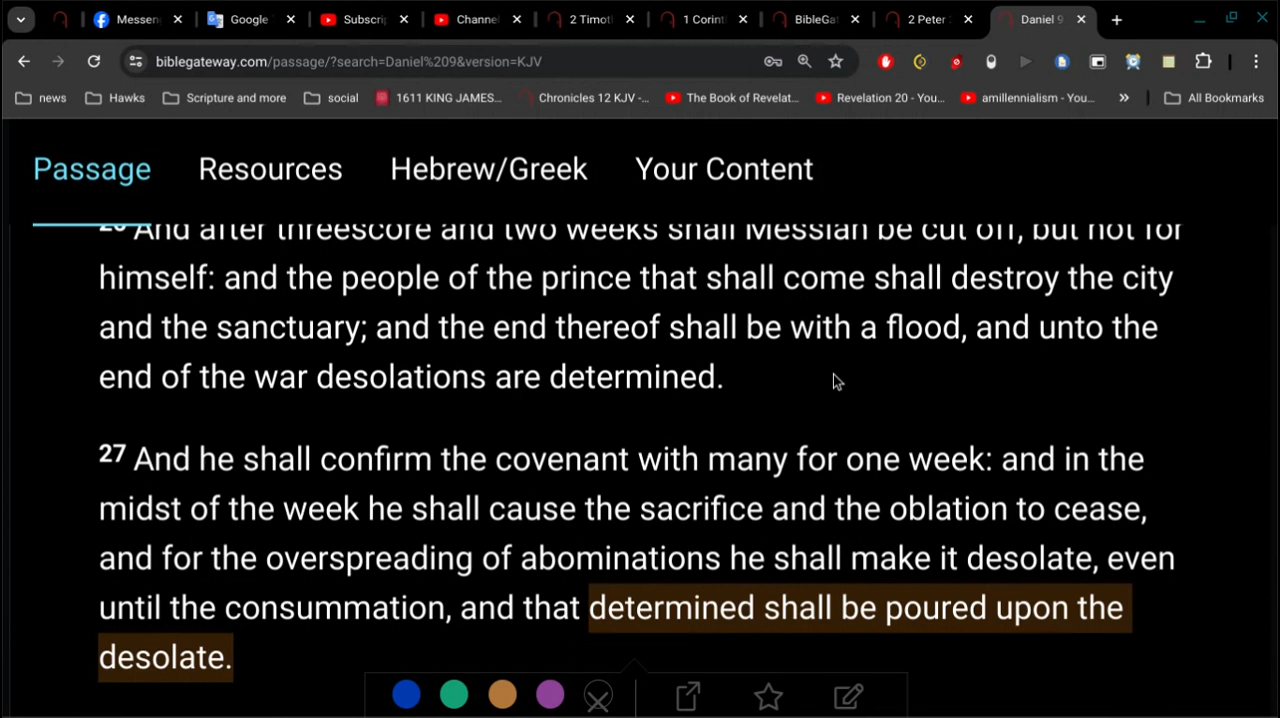 Messen Google Subscrip Channel 2 Timoti 1 Corinti BibleGat 2 Peter Daniel 9
biblegateway.com/passage/?search=Daniel%209&version=KJV
news Hawks Scripture and more social 1611 KING JAMES... Chronicles 12 KJV -... The Book of Revelat... Revelation 20 - You... amillennialism - You... » All Bookmarks
Passage Resources Hebrew/Greek Your Content
26 And after threescore and two weeks shall Messiah be cut off, but not for
himself: and the people of the prince that shall come shall destroy the city
and the sanctuary; and the end thereof shall be with a flood, and unto the
end of the war desolations are determined.
27 And he shall confirm the covenant with many for one week: and in the
midst of the week he shall cause the sacrifice and the oblation to cease,
and for the overspreading of abominations he shall make it desolate, even
until the consummation, and that determined shall be poured upon the
desolate.